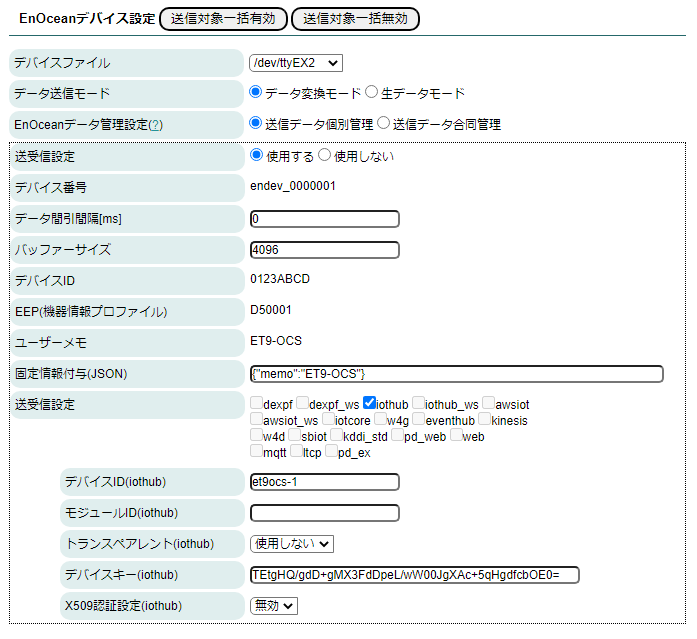 EnOceanデバイス設定 送信対象一括有効 送信対象一括無効
デバイスファイル /dev/ttyEX2
データ送信モード データ変換モード 生データモード
EnOceanデータ管理設定(?) 送信データ個別管理 送信データ合同管理
送受信設定 使用する 使用しない
デバイス番号 endev_0000001
データ間引間隔[ms] 0
バッファーサイズ 4096
デバイスID 0123ABCD
EEP(機器情報プロファイル) D50001
ユーザーメモ ET9-OCS
固定情報付与(JSON) {"memo":"ET9-OCS"}
送受信設定 dexpf dexpf_ws iothub iothub_ws awsiot
awsiot_ws iotcore w4g eventhub kinesis
w4d sbiot kddi_std pd_web web
mqtt ltcp pd_ex
デバイスID(iothub) et9ocs-1
モジュールID(iothub)
トランスペアレント(iothub) 使用しない
デバイスキー(iothub) TEtgHQ/gdD+gMX3FdDpeL/wW00JgXAc+5qHgdfcbOE0=
X509認証設定(iothub) 無効